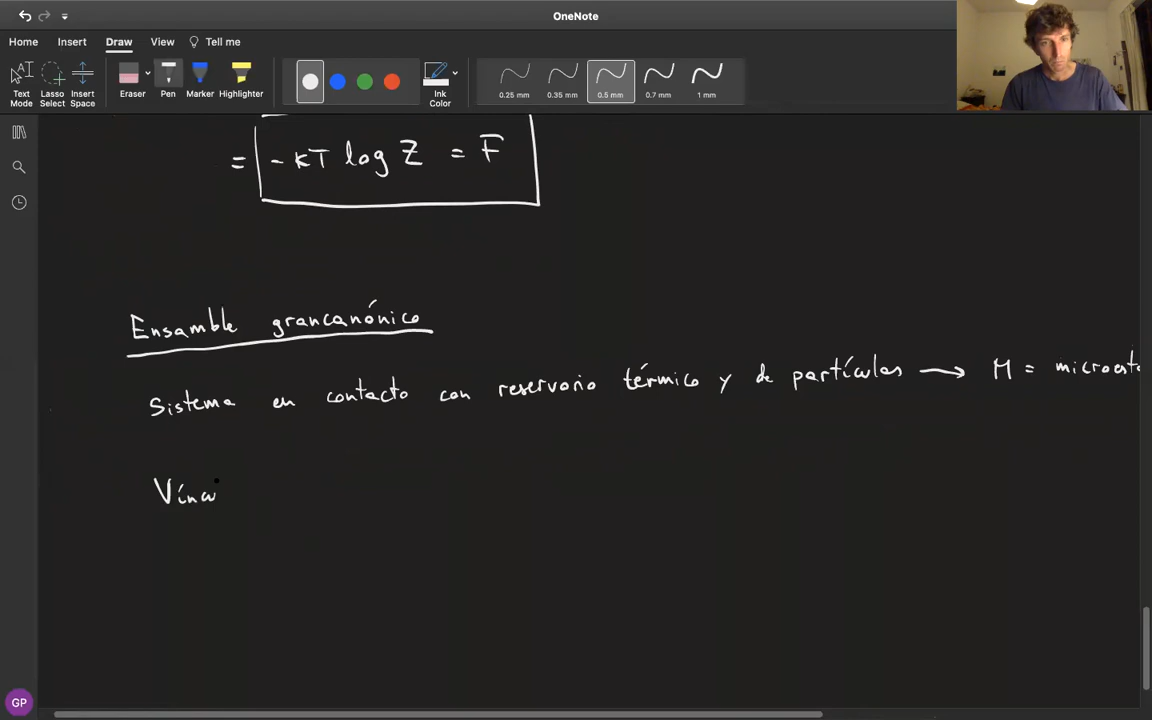 OneNote
Home Insert Draw View Tell me
Text Mode Lasso Select Insert Space Eraser Pen Marker Highlighter Ink Color 0.25 mm 0.35 mm 0.5 mm 0.7 mm 1 mm
= -KT log Z = F
Ensamble grancanónico
Sistema en contacto con reservorio térmico y de partículas → M = microest
Víncu
GP